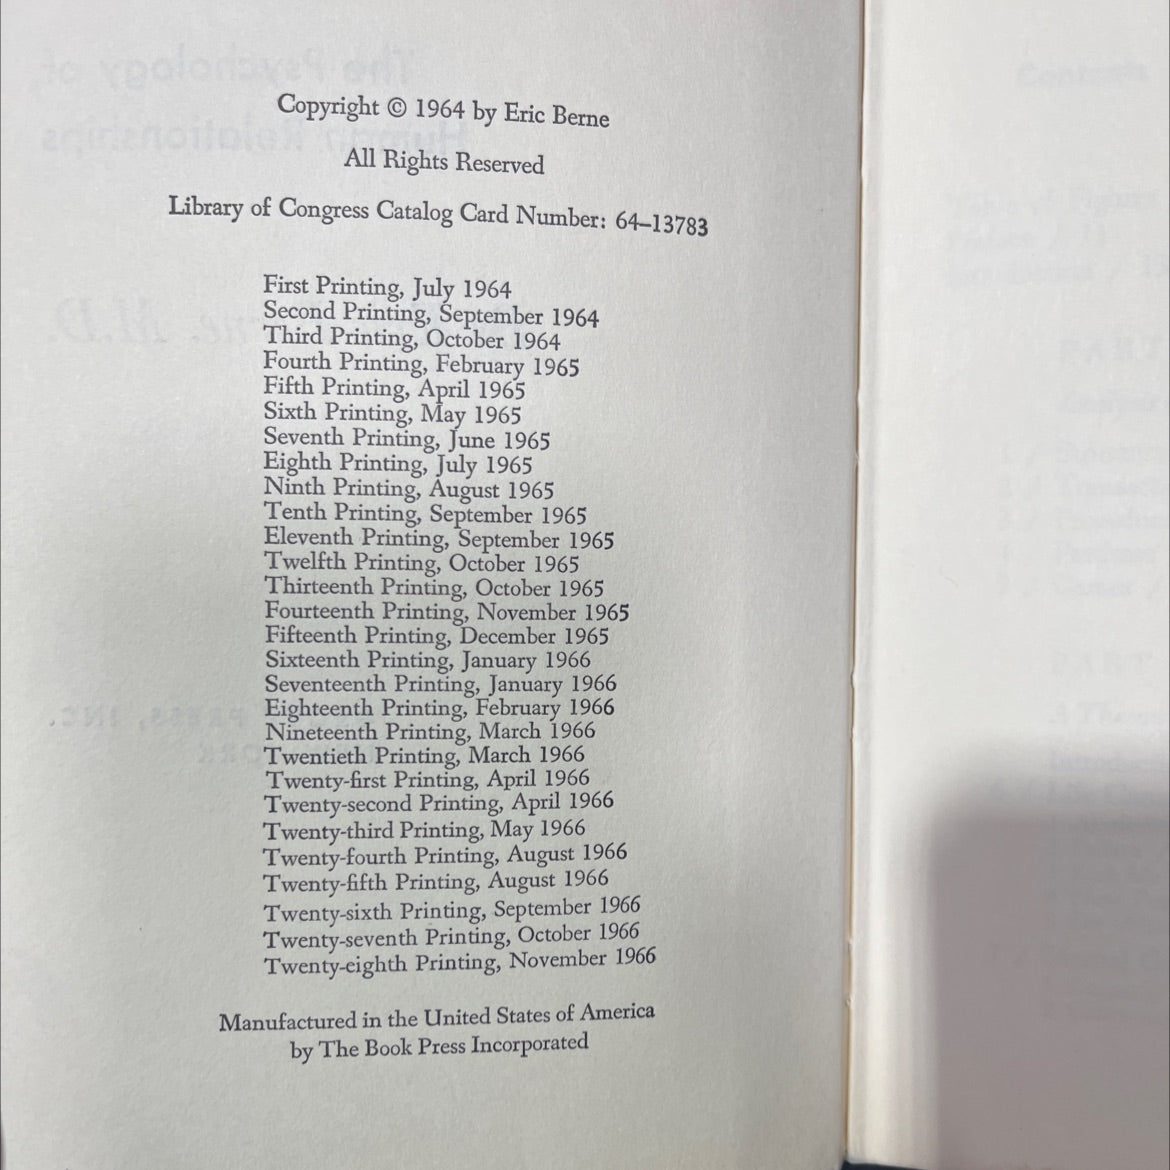 Copyright © 1964 by Eric Berne
All Rights Reserved
Library of Congress Catalog Card Number: 64–13783
First Printing, July 1964
Second Printing, September 1964
Third Printing, October 1964
Fourth Printing, February 1965
Fifth Printing, April 1965
Sixth Printing, May 1965
Seventh Printing, June 1965
Eighth Printing, July 1965
Ninth Printing, August 1965
Tenth Printing, September 1965
Eleventh Printing, September 1965
Twelfth Printing, October 1965
Thirteenth Printing, October 1965
Fourteenth Printing, November 1965
Fifteenth Printing, December 1965
Sixteenth Printing, January 1966
Seventeenth Printing, January 1966
Eighteenth Printing, February 1966
Nineteenth Printing, March 1966
Twentieth Printing, March 1966
Twenty-first Printing, April 1966
Twenty-second Printing, April 1966
Twenty-third Printing, May 1966
Twenty-fourth Printing, August 1966
Twenty-fifth Printing, August 1966
Twenty-sixth Printing, September 1966
Twenty-seventh Printing, October 1966
Twenty-eighth Printing, November 1966
Manufactured in the United States of America
by The Book Press Incorporated